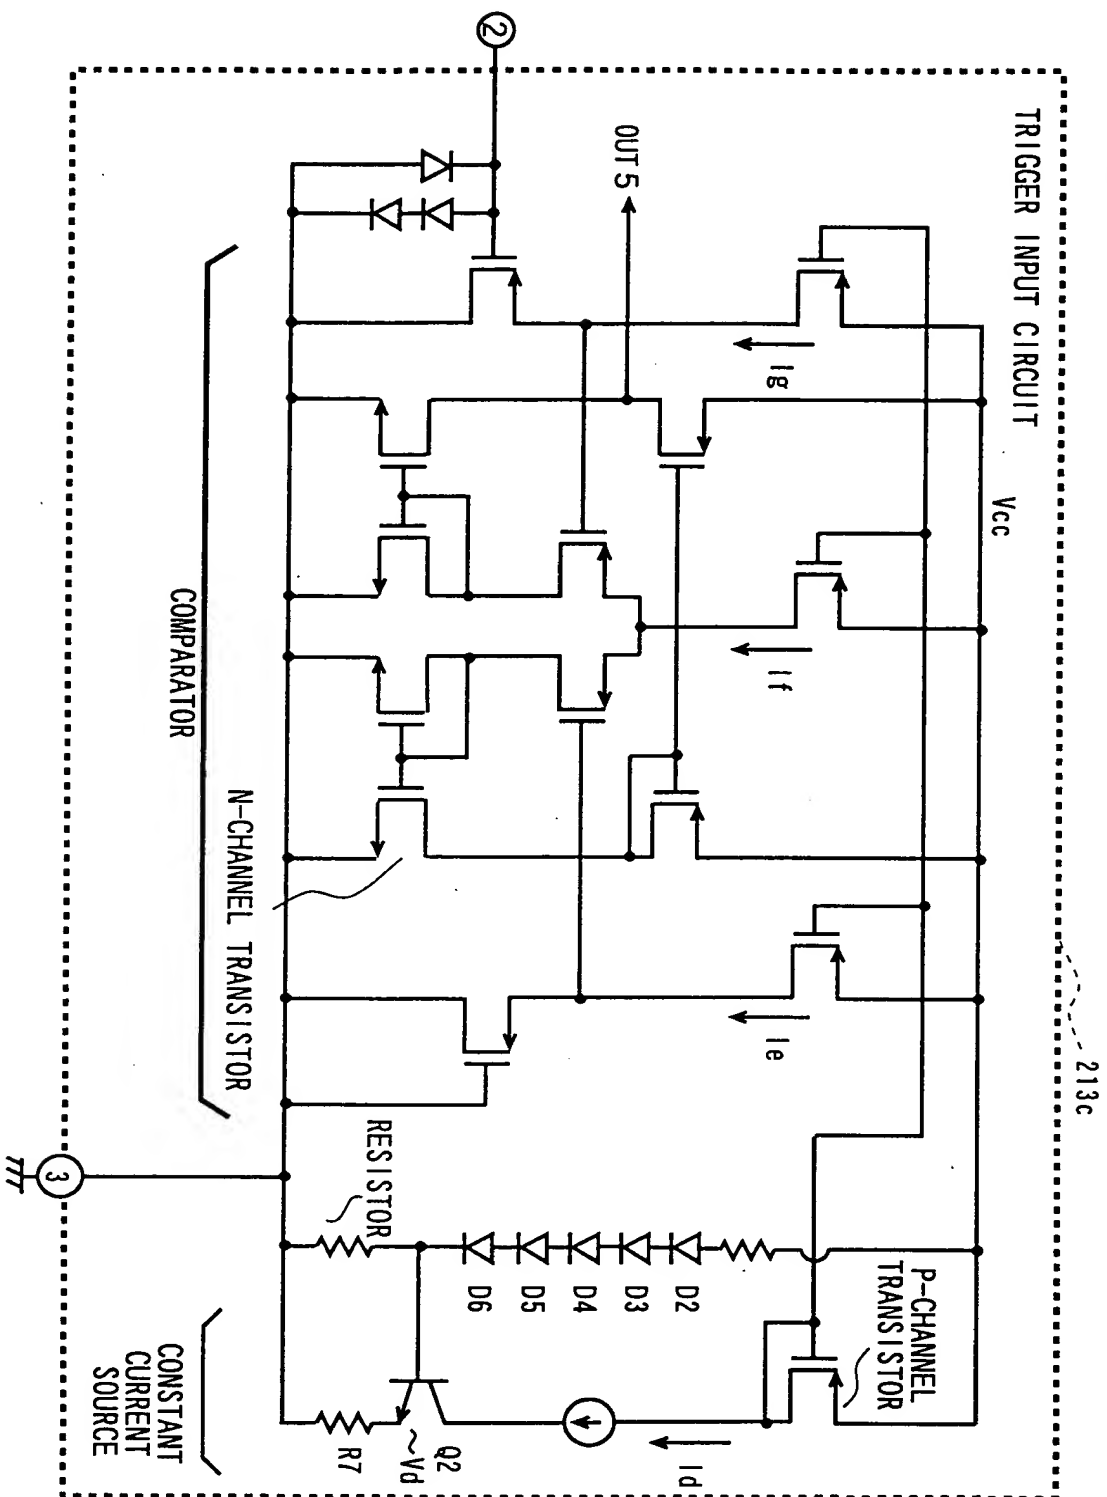 TRIGGER INPUT CIRCUIT
213c
Vcc
2
OUT 5
Ig
If
Ie
Id
P-CHANNEL
TRANSISTOR
D2
D3
D4
D5
D6
Q2
~Vd
R7
RESISTOR
N-CHANNEL TRANSISTOR
COMPARATOR
CONSTANT
CURRENT
SOURCE
3